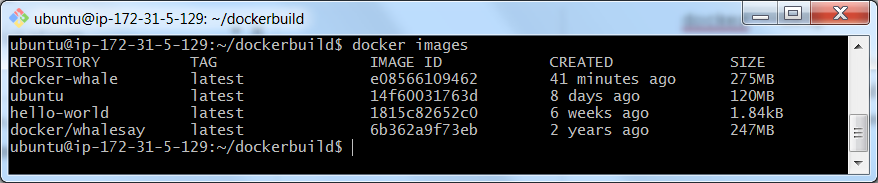 ubuntu@ip-172-31-5-129: ~/dockerbuild
ubuntu@ip-172-31-5-129:~/dockerbuild$ docker images
REPOSITORY TAG IMAGE ID CREATED SIZE
docker-whale latest e08566109462 41 minutes ago 275MB
ubuntu latest 14f60031763d 8 days ago 120MB
hello-world latest 1815c82652c0 6 weeks ago 1.84kB
docker/whalesay latest 6b362a9f73eb 2 years ago 247MB
ubuntu@ip-172-31-5-129:~/dockerbuild$